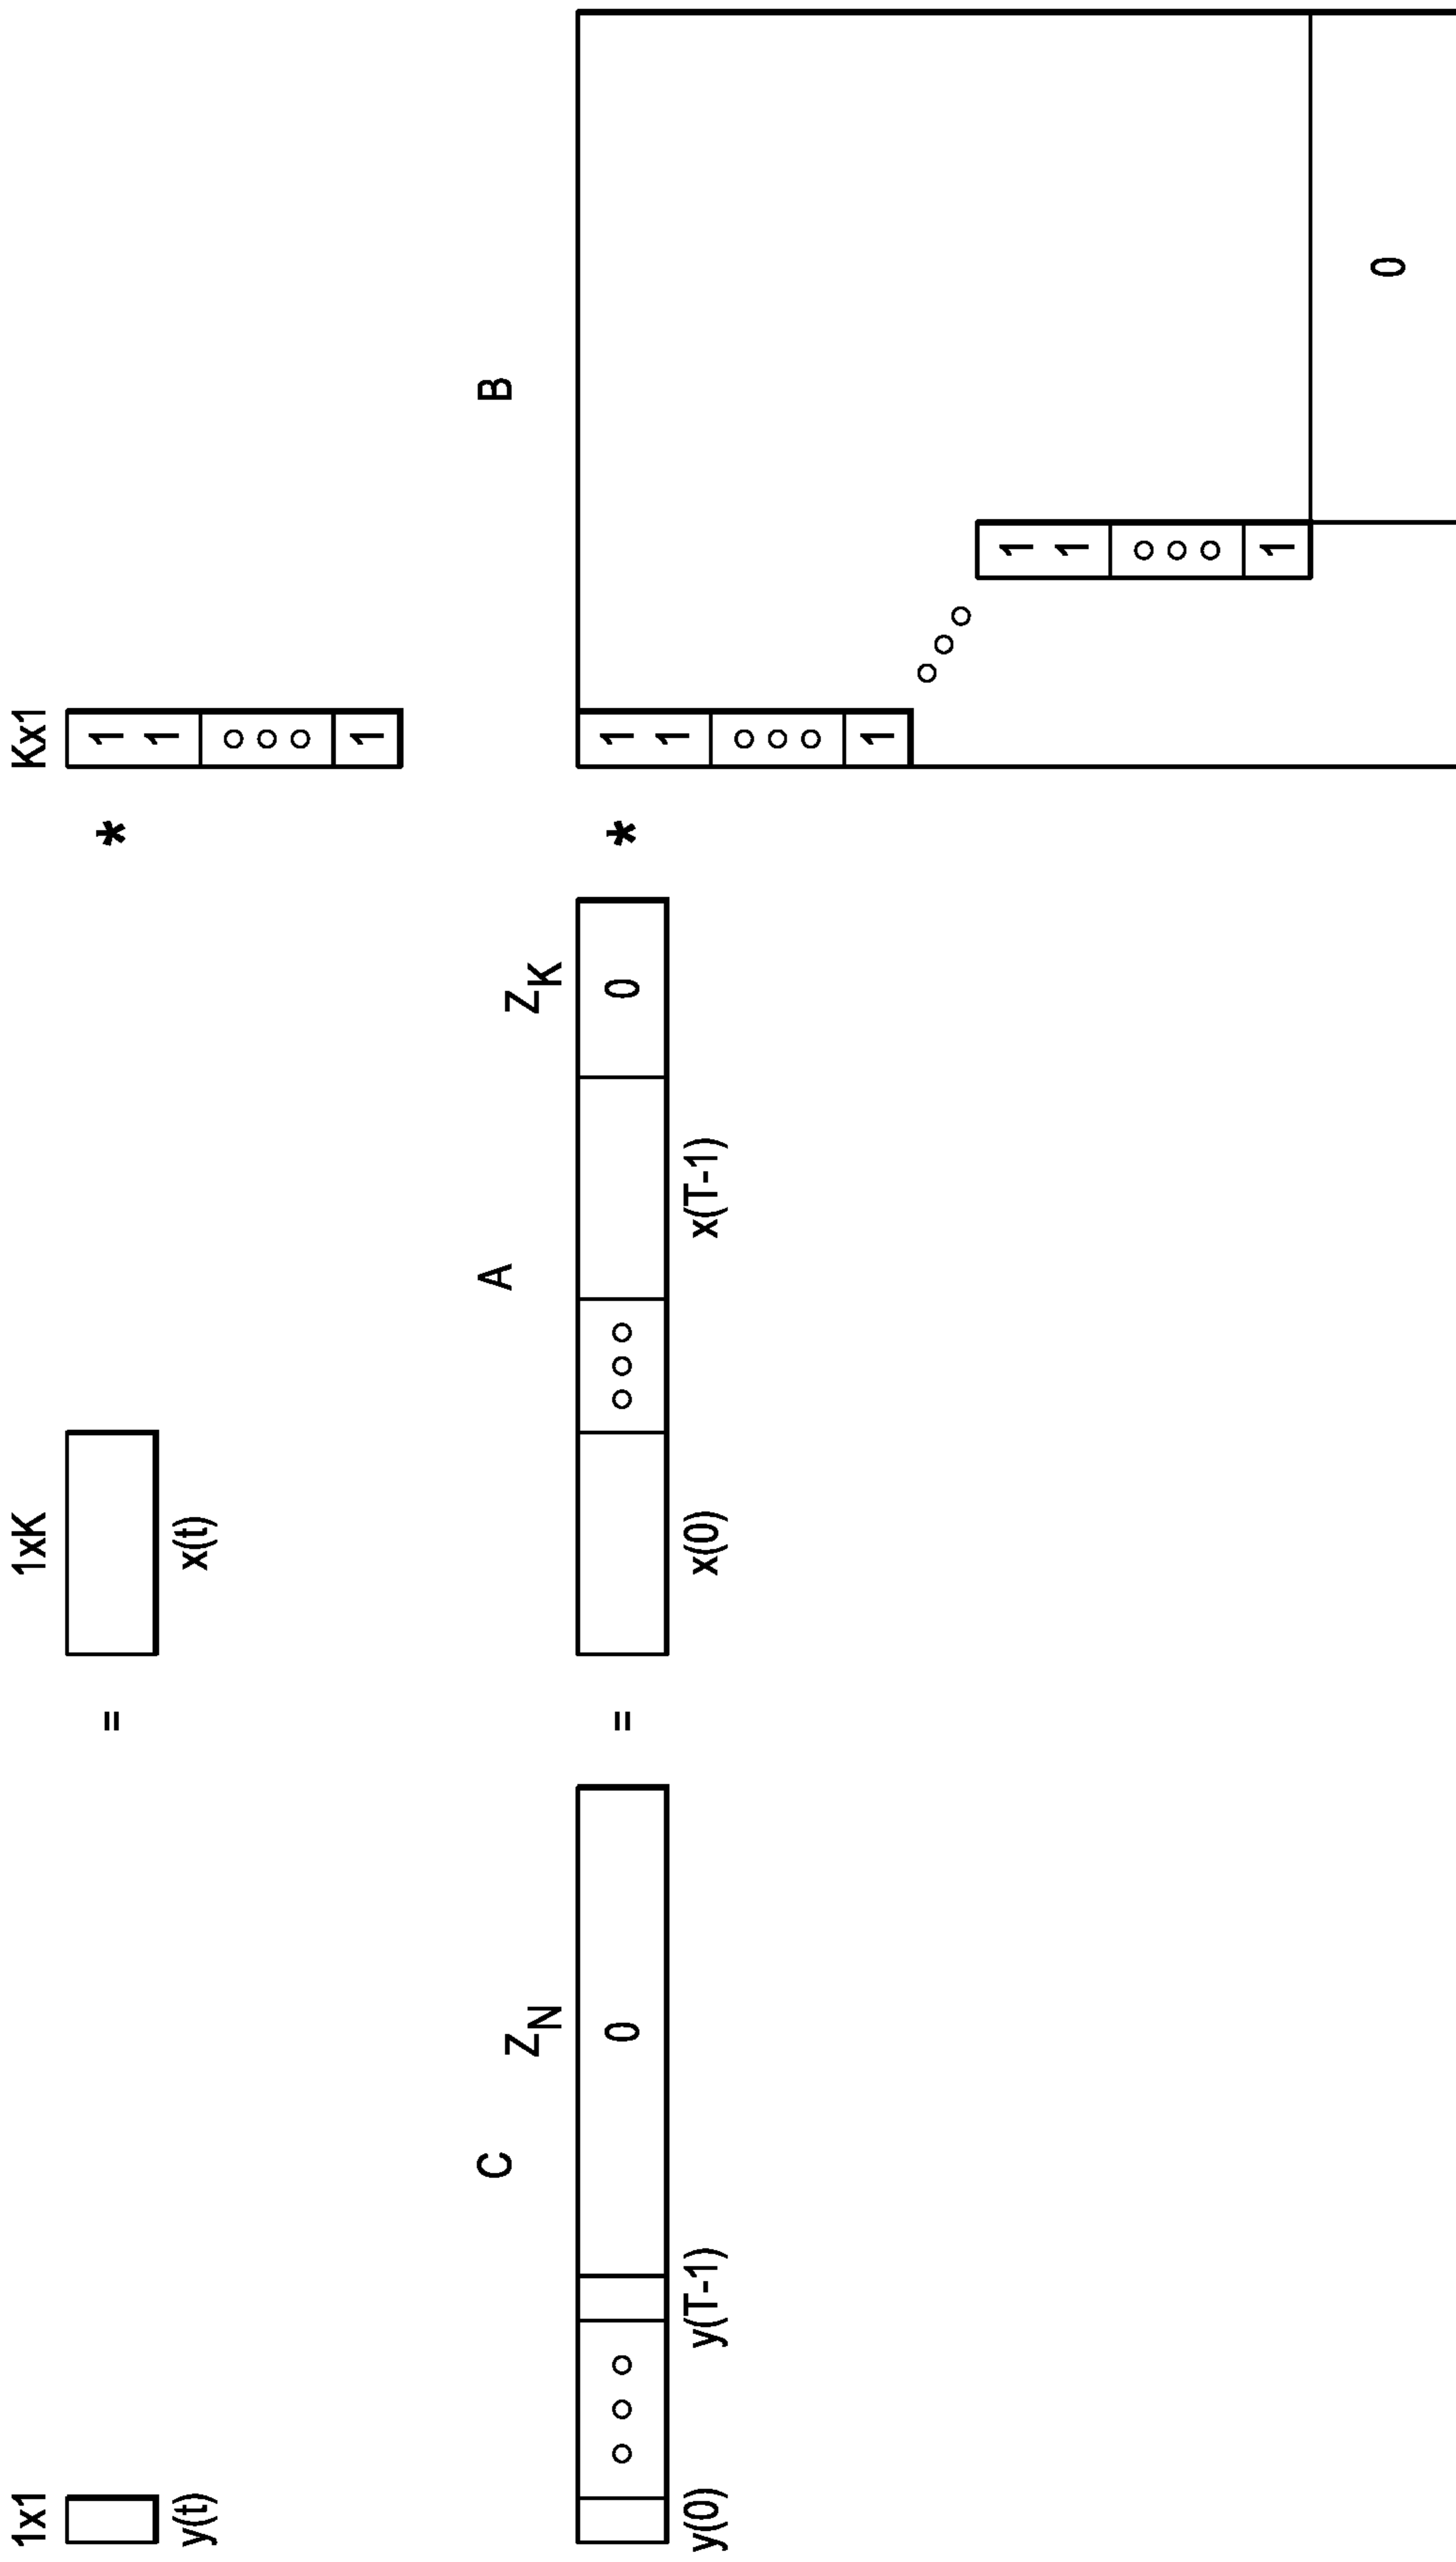 1x1 1xK Kx1
= * 1
1
1
y(t) x(t)
C A B
Z_N Z_K
0 = 0 * 1
1
1
y(0) y(T-1) x(0) x(T-1)
1
1
1
0